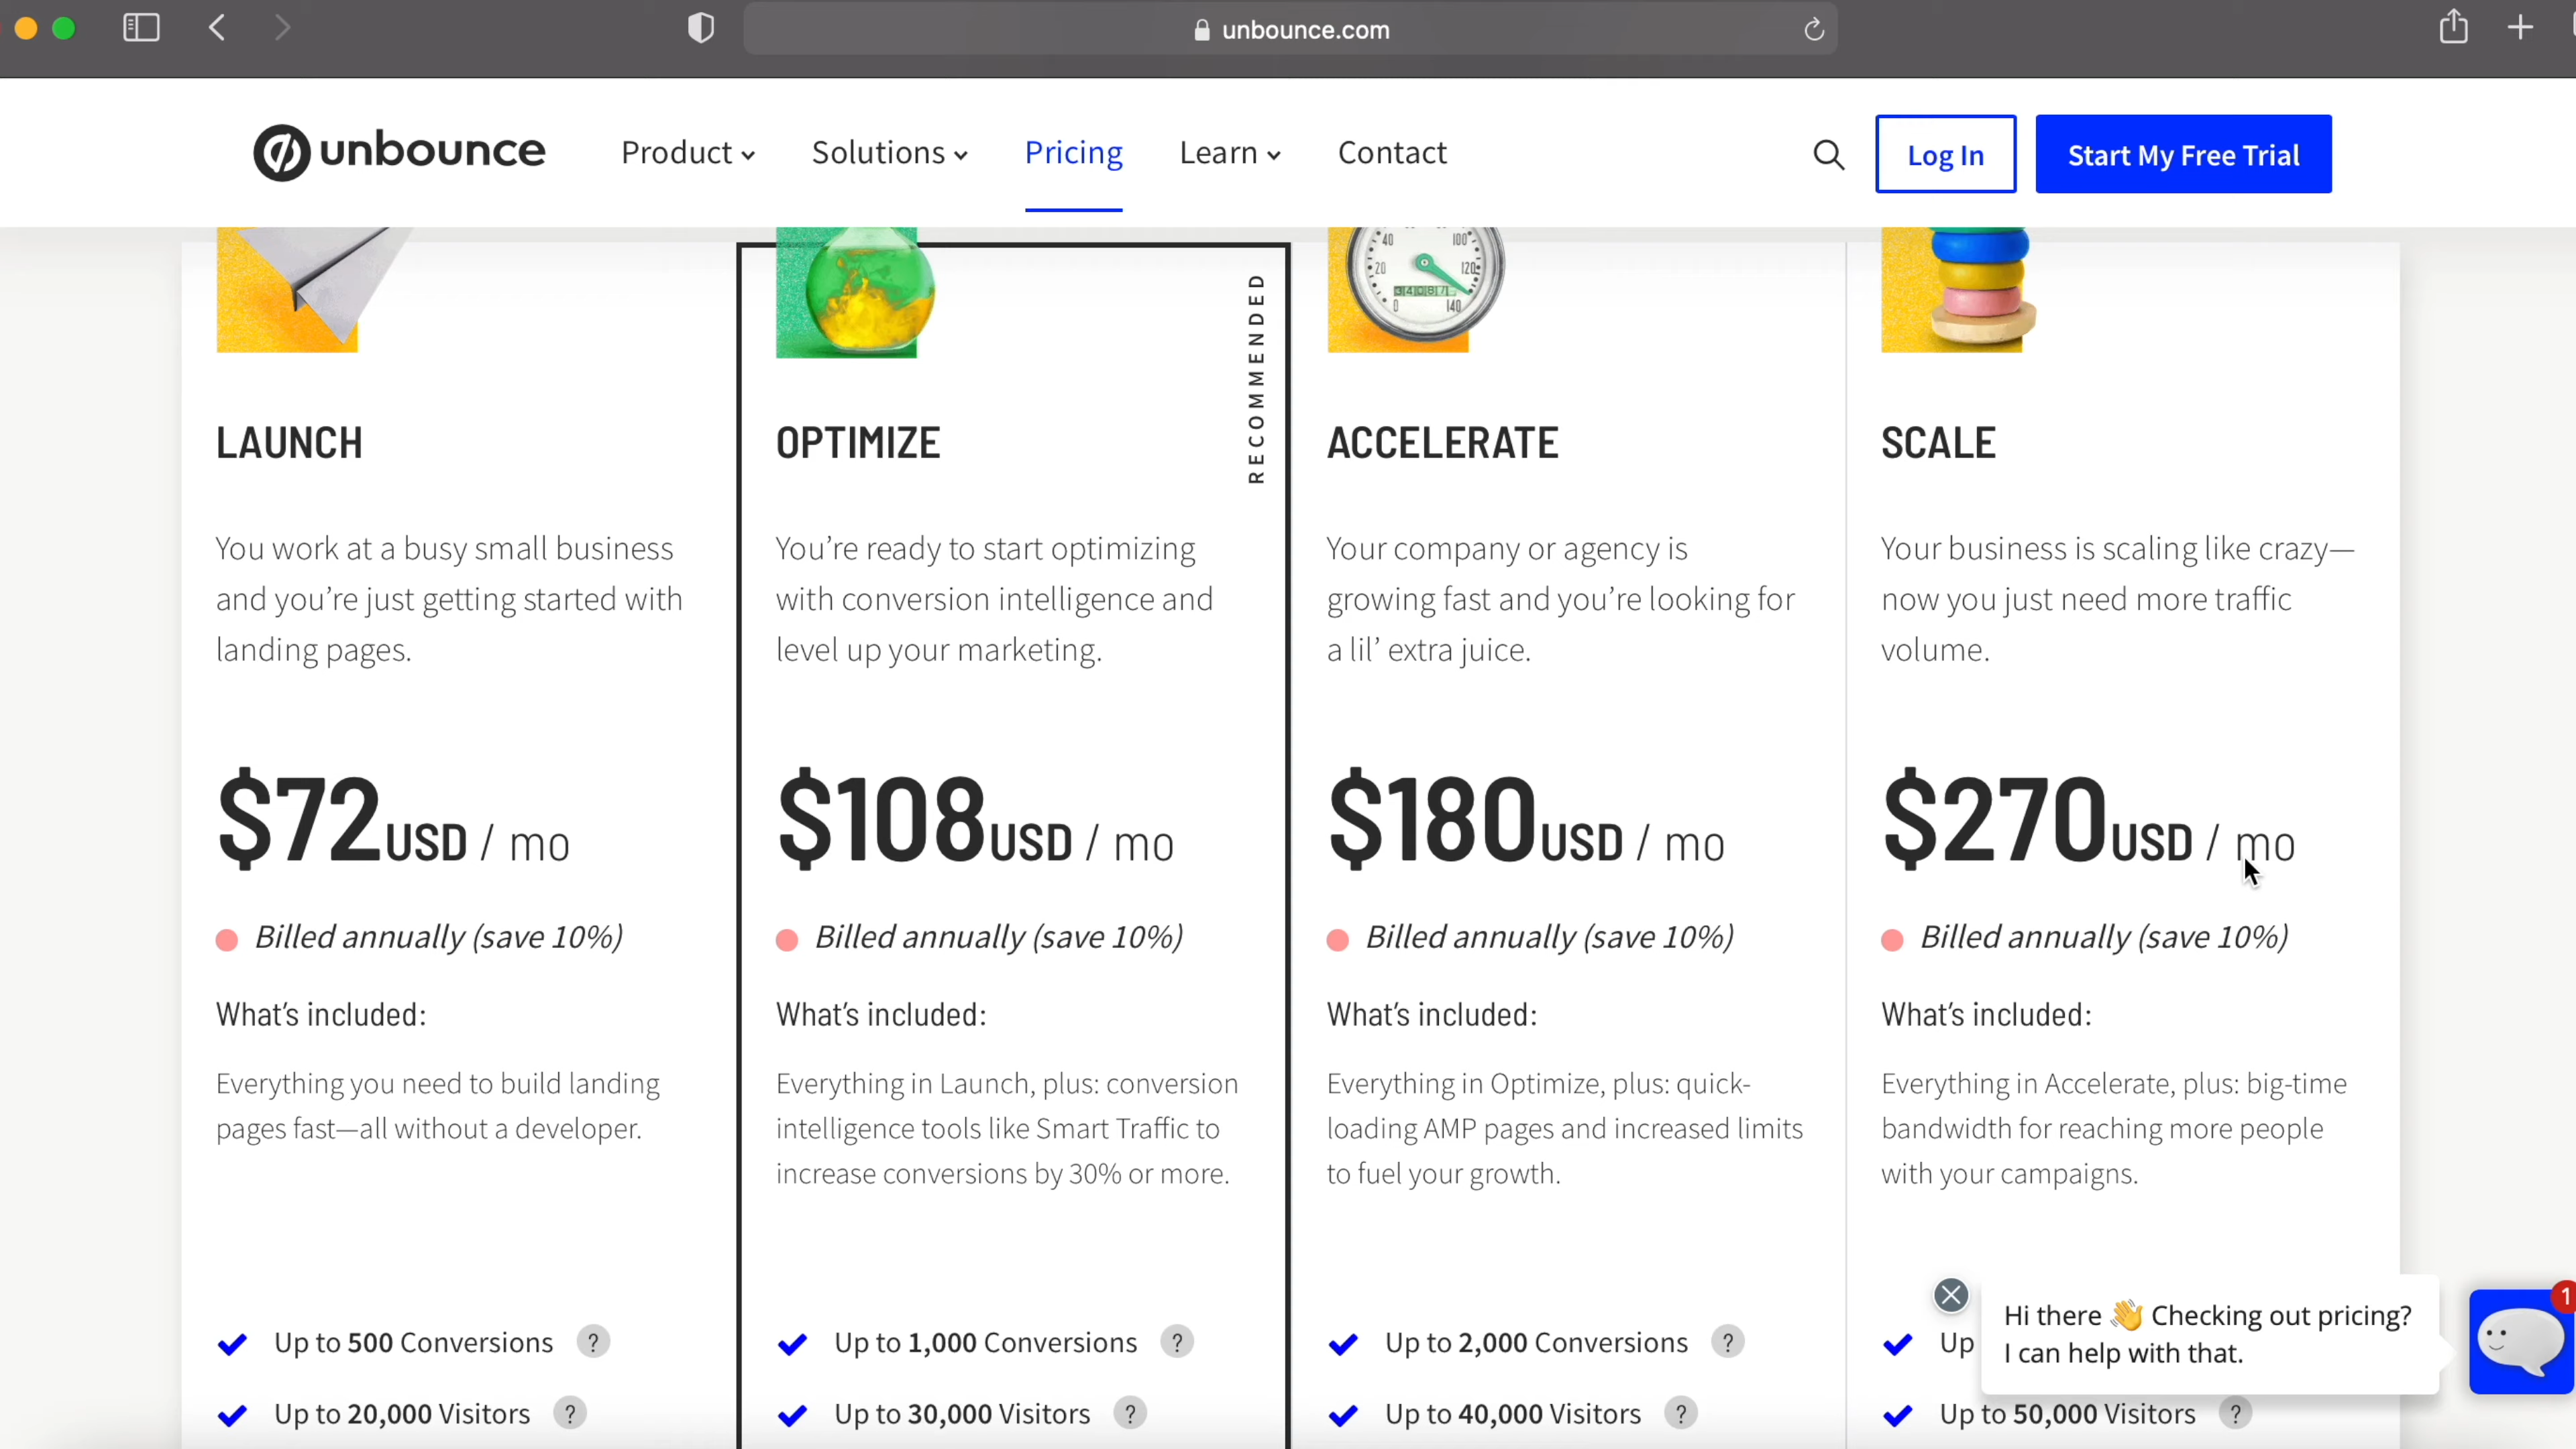 unbounce.com
unbounce
Product
Solutions
Pricing
Learn
Contact
Log In
Start My Free Trial
40 100
20 120
34087
0 140
RECOMMENDED
LAUNCH
You work at a busy small business
and you’re just getting started with
landing pages.
$72USD / mo
Billed annually (save 10%)
What’s included:
Everything you need to build landing
pages fast—all without a developer.
Up to 500 Conversions ?
Up to 20,000 Visitors ?
OPTIMIZE
You’re ready to start optimizing
with conversion intelligence and
level up your marketing.
$108USD / mo
Billed annually (save 10%)
What’s included:
Everything in Launch, plus: conversion
intelligence tools like Smart Traffic to
increase conversions by 30% or more.
Up to 1,000 Conversions ?
Up to 30,000 Visitors ?
ACCELERATE
Your company or agency is
growing fast and you’re looking for
a lil’ extra juice.
$180USD / mo
Billed annually (save 10%)
What’s included:
Everything in Optimize, plus: quick-
loading AMP pages and increased limits
to fuel your growth.
Up to 2,000 Conversions ?
Up to 40,000 Visitors ?
SCALE
Your business is scaling like crazy—
now you just need more traffic
volume.
$270USD / mo
Billed annually (save 10%)
What’s included:
Everything in Accelerate, plus: big-time
bandwidth for reaching more people
with your campaigns.
Up
Up to 50,000 Visitors ?
Hi there 👋 Checking out pricing?
I can help with that.
1